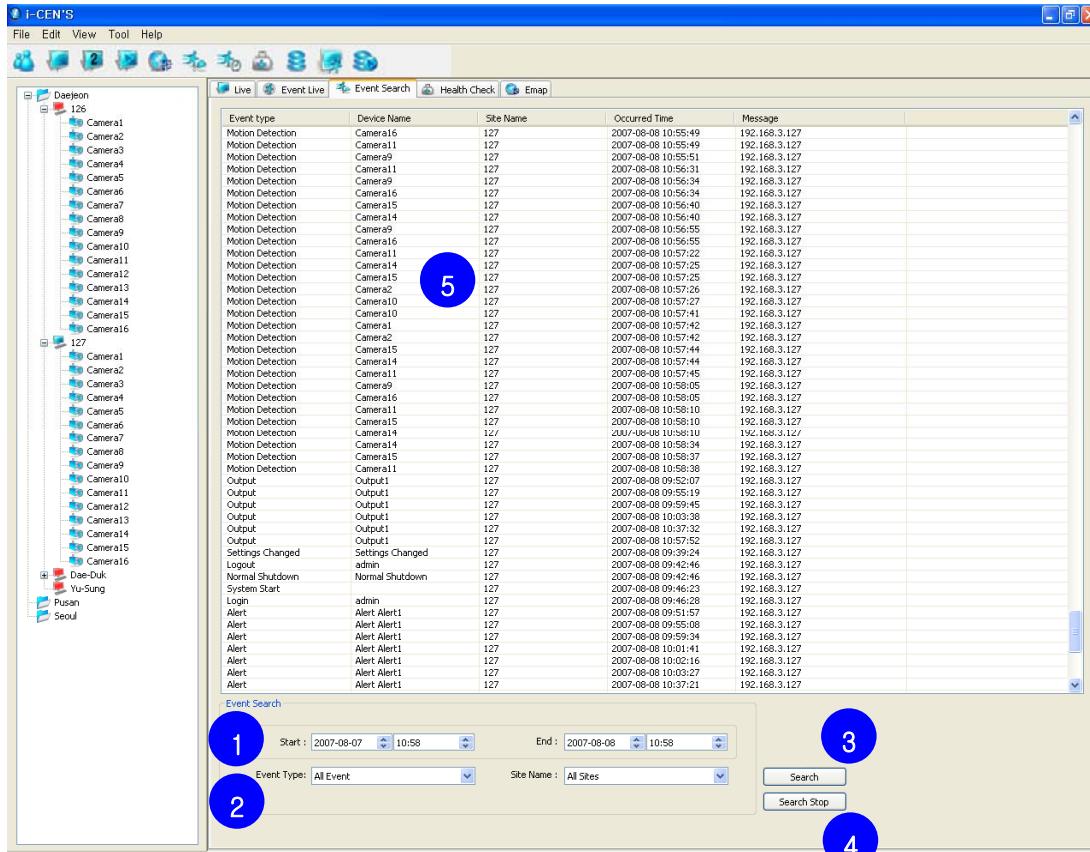 i-CEN'S
File Edit View Tool Help
2
Daejeon
126
Camera1
Camera2
Camera3
Camera4
Camera5
Camera6
Camera7
Camera8
Camera9
Camera10
Camera11
Camera12
Camera13
Camera14
Camera15
Camera16
127
Camera1
Camera2
Camera3
Camera4
Camera5
Camera6
Camera7
Camera8
Camera9
Camera10
Camera11
Camera12
Camera13
Camera14
Camera15
Camera16
Dae-Duk
Yu-Sung
Pusan
Seoul
Live Event Live Event Search Health Check Emap
Event type Device Name Site Name Occurred Time Message
Motion Detection Camera16 127 2007-08-08 10:55:49 192.168.3.127
Motion Detection Camera11 127 2007-08-08 10:55:49 192.168.3.127
Motion Detection Camera9 127 2007-08-08 10:55:51 192.168.3.127
Motion Detection Camera11 127 2007-08-08 10:56:31 192.168.3.127
Motion Detection Camera9 127 2007-08-08 10:56:34 192.168.3.127
Motion Detection Camera16 127 2007-08-08 10:56:34 192.168.3.127
Motion Detection Camera15 127 2007-08-08 10:56:40 192.168.3.127
Motion Detection Camera14 127 2007-08-08 10:56:40 192.168.3.127
Motion Detection Camera9 127 2007-08-08 10:56:55 192.168.3.127
Motion Detection Camera16 127 2007-08-08 10:56:55 192.168.3.127
Motion Detection Camera11 127 2007-08-08 10:57:22 192.168.3.127
Motion Detection Camera14 127 2007-08-08 10:57:25 192.168.3.127
Motion Detection Camera15 127 2007-08-08 10:57:25 192.168.3.127
Motion Detection Camera2 127 2007-08-08 10:57:26 192.168.3.127
Motion Detection Camera10 127 2007-08-08 10:57:27 192.168.3.127
Motion Detection Camera10 127 2007-08-08 10:57:41 192.168.3.127
Motion Detection Camera1 127 2007-08-08 10:57:42 192.168.3.127
Motion Detection Camera2 127 2007-08-08 10:57:42 192.168.3.127
Motion Detection Camera15 127 2007-08-08 10:57:44 192.168.3.127
Motion Detection Camera14 127 2007-08-08 10:57:44 192.168.3.127
Motion Detection Camera11 127 2007-08-08 10:57:45 192.168.3.127
Motion Detection Camera9 127 2007-08-08 10:58:05 192.168.3.127
Motion Detection Camera16 127 2007-08-08 10:58:05 192.168.3.127
Motion Detection Camera11 127 2007-08-08 10:58:10 192.168.3.127
Motion Detection Camera15 127 2007-08-08 10:58:10 192.168.3.127
Motion Detection Camera14 127 2007-08-08 10:58:10 192.168.3.127
Motion Detection Camera14 127 2007-08-08 10:58:34 192.168.3.127
Motion Detection Camera15 127 2007-08-08 10:58:37 192.168.3.127
Motion Detection Camera11 127 2007-08-08 10:58:38 192.168.3.127
Output Output1 127 2007-08-08 09:52:07 192.168.3.127
Output Output1 127 2007-08-08 09:55:19 192.168.3.127
Output Output1 127 2007-08-08 09:59:45 192.168.3.127
Output Output1 127 2007-08-08 10:03:38 192.168.3.127
Output Output1 127 2007-08-08 10:37:32 192.168.3.127
Output Output1 127 2007-08-08 10:57:52 192.168.3.127
Settings Changed Settings Changed 127 2007-08-08 09:39:24 192.168.3.127
Logout admin 127 2007-08-08 09:42:46 192.168.3.127
Normal Shutdown Normal Shutdown 127 2007-08-08 09:42:46 192.168.3.127
System Start 127 2007-08-08 09:46:23 192.168.3.127
Login admin 127 2007-08-08 09:46:28 192.168.3.127
Alert Alert Alert1 127 2007-08-08 09:51:57 192.168.3.127
Alert Alert Alert1 127 2007-08-08 09:55:08 192.168.3.127
Alert Alert Alert1 127 2007-08-08 09:59:34 192.168.3.127
Alert Alert Alert1 127 2007-08-08 10:01:41 192.168.3.127
Alert Alert Alert1 127 2007-08-08 10:02:16 192.168.3.127
Alert Alert Alert1 127 2007-08-08 10:03:27 192.168.3.127
Alert Alert Alert1 127 2007-08-08 10:37:21 192.168.3.127
5
Event Search
1 Start : 2007-08-07 10:58 End : 2007-08-08 10:58
3
Event Type: All Event Site Name : All Sites
Search
2
Search Stop
4